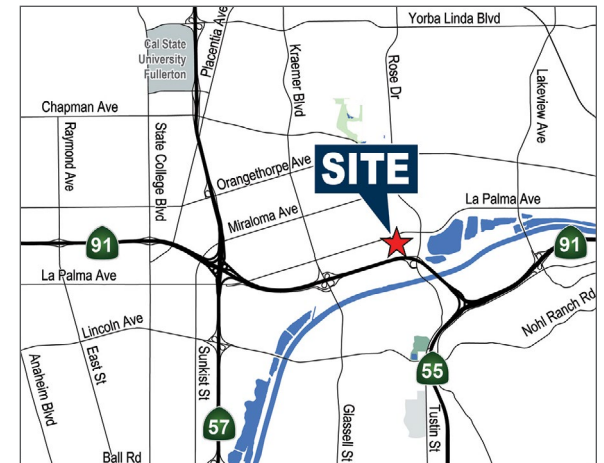 Yorba Linda Blvd
Cal State
University
Fullerton
Placentia Ave
Kraemer Blvd
Rose Dr
Lakeview Ave
Chapman Ave
Raymond Ave
State College Blvd
Orangethorpe Ave
SITE
La Palma Ave
Miraloma Ave
91
91
La Palma Ave
Lincoln Ave
Nohl Ranch Rd
Anaheim Blvd
East St
Sunkist St
55
57
Glassell St
Tustin St
Ball Rd